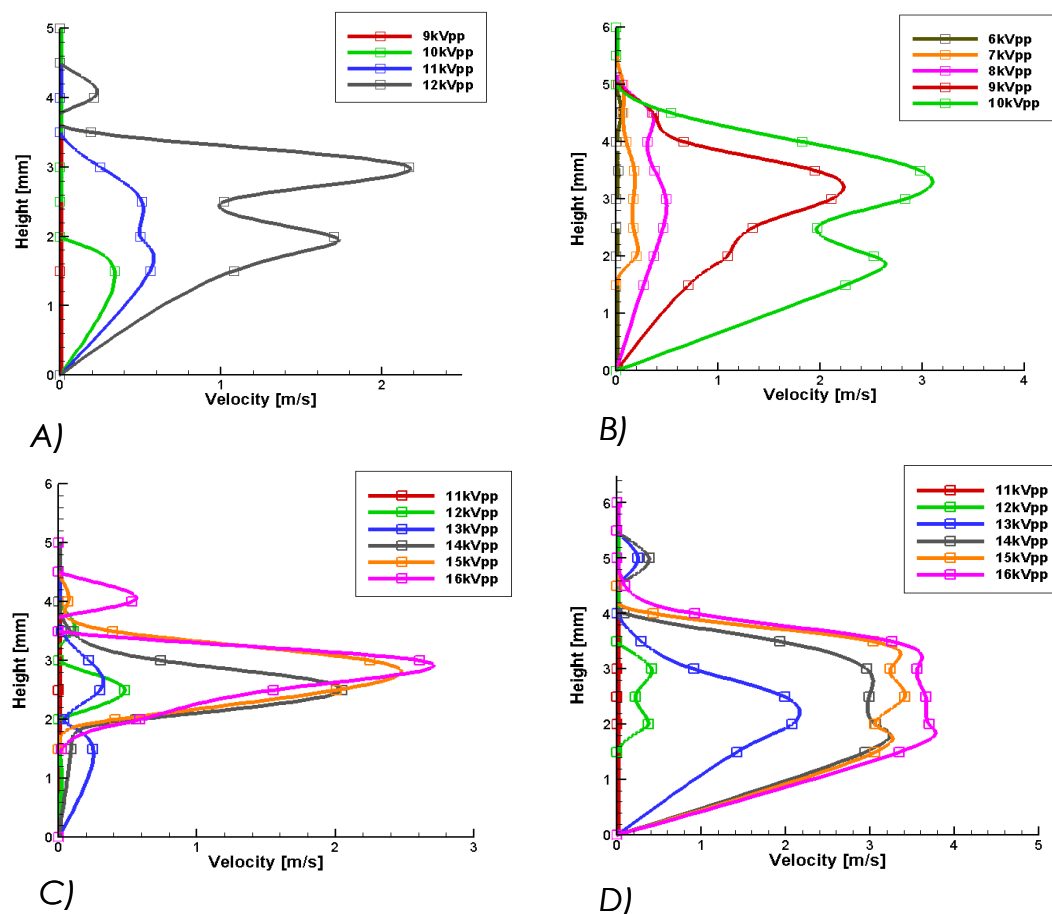 5
4
3
2
1
0
Height [mm]
0
1
2
Velocity [m/s]
9kVpp
10kVpp
11kVpp
12kVpp
A)
6
5
4
3
2
1
0
Height [mm]
0
1
2
3
4
Velocity [m/s]
6kVpp
7kVpp
8kVpp
9kVpp
10kVpp
B)
6
5
4
3
2
1
0
Height [mm]
0
1
2
3
Velocity [m/s]
11kVpp
12kVpp
13kVpp
14kVpp
15kVpp
16kVpp
C)
6
5
4
3
2
1
0
Height [mm]
0
1
2
3
4
5
Velocity [m/s]
11kVpp
12kVpp
13kVpp
14kVpp
15kVpp
16kVpp
D)